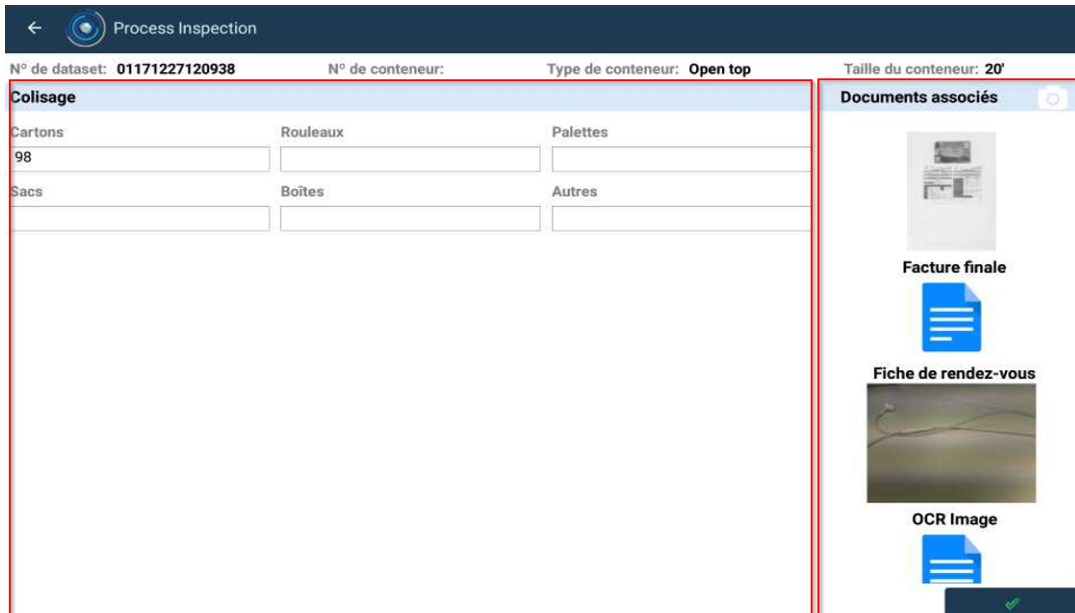 Process Inspection
N° de dataset: 01171227120938 N° de conteneur: Type de conteneur: Open top Taille du conteneur: 20'
Colisage
Cartons Rouleaux Palettes
98
Sacs Boîtes Autres
Documents associés
Facture finale
Fiche de rendez-vous
OCR Image